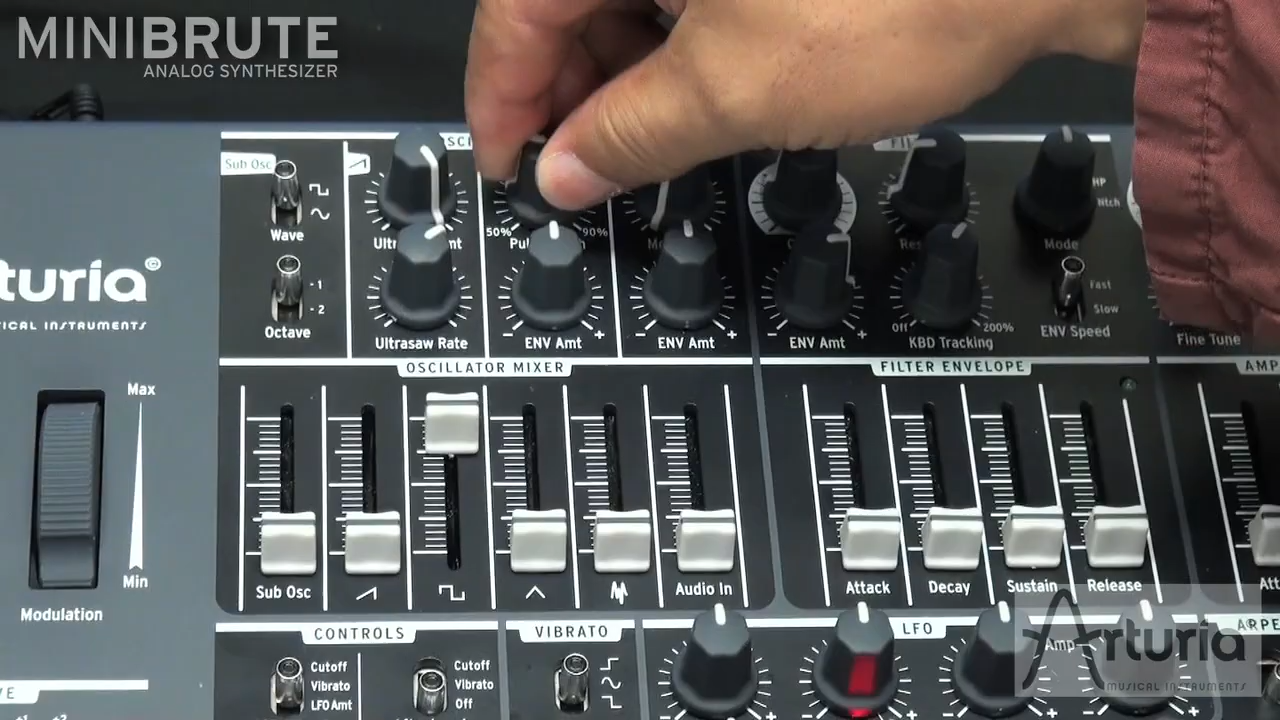 MINIBRUTE
ANALOG SYNTHESIZER
Sub Osc
Wave
50%
90%
HP
Ntch
Mode
Octave
-1
-2
Ultrasaw Rate
ENV Amt
- +
ENV Amt
- +
ENV Amt
- +
Off
200%
KBD Tracking
Fast
Slow
ENV Speed
Fine Tune
OSCILLATOR MIXER
FILTER ENVELOPE
Max
Min
Modulation
Sub Osc
Audio In
Attack
Decay
Sustain
Release
CONTROLS
VIBRATO
LFO
Cutoff
Vibrato
LFO Amt
Cutoff
Vibrato
Off
Amp
Arturia
MUSICAL INSTRUMENTS